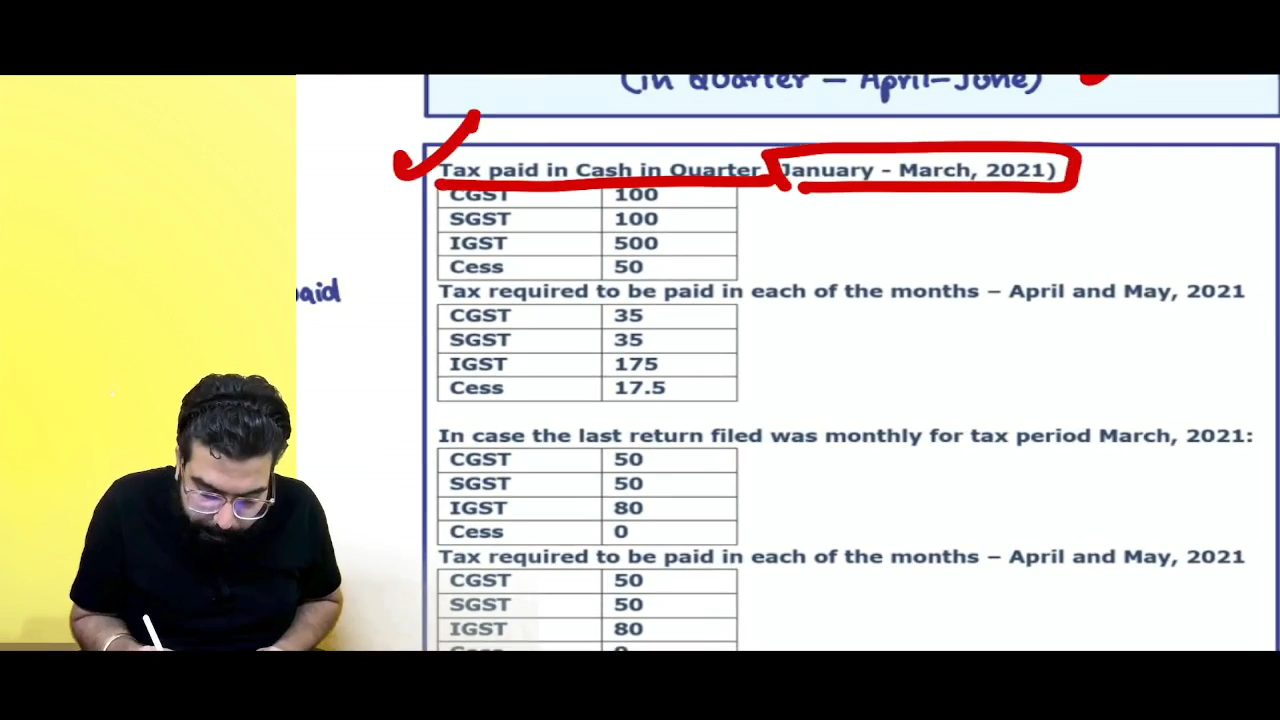 (in Quarter – April–June)
Tax paid in Cash in Quarter (January - March, 2021)
CGST 100
SGST 100
IGST 500
Cess 50
paid
Tax required to be paid in each of the months – April and May, 2021
CGST 35
SGST 35
IGST 175
Cess 17.5
In case the last return filed was monthly for tax period March, 2021:
CGST 50
SGST 50
IGST 80
Cess 0
Tax required to be paid in each of the months – April and May, 2021
CGST 50
SGST 50
IGST 80
Cess 0